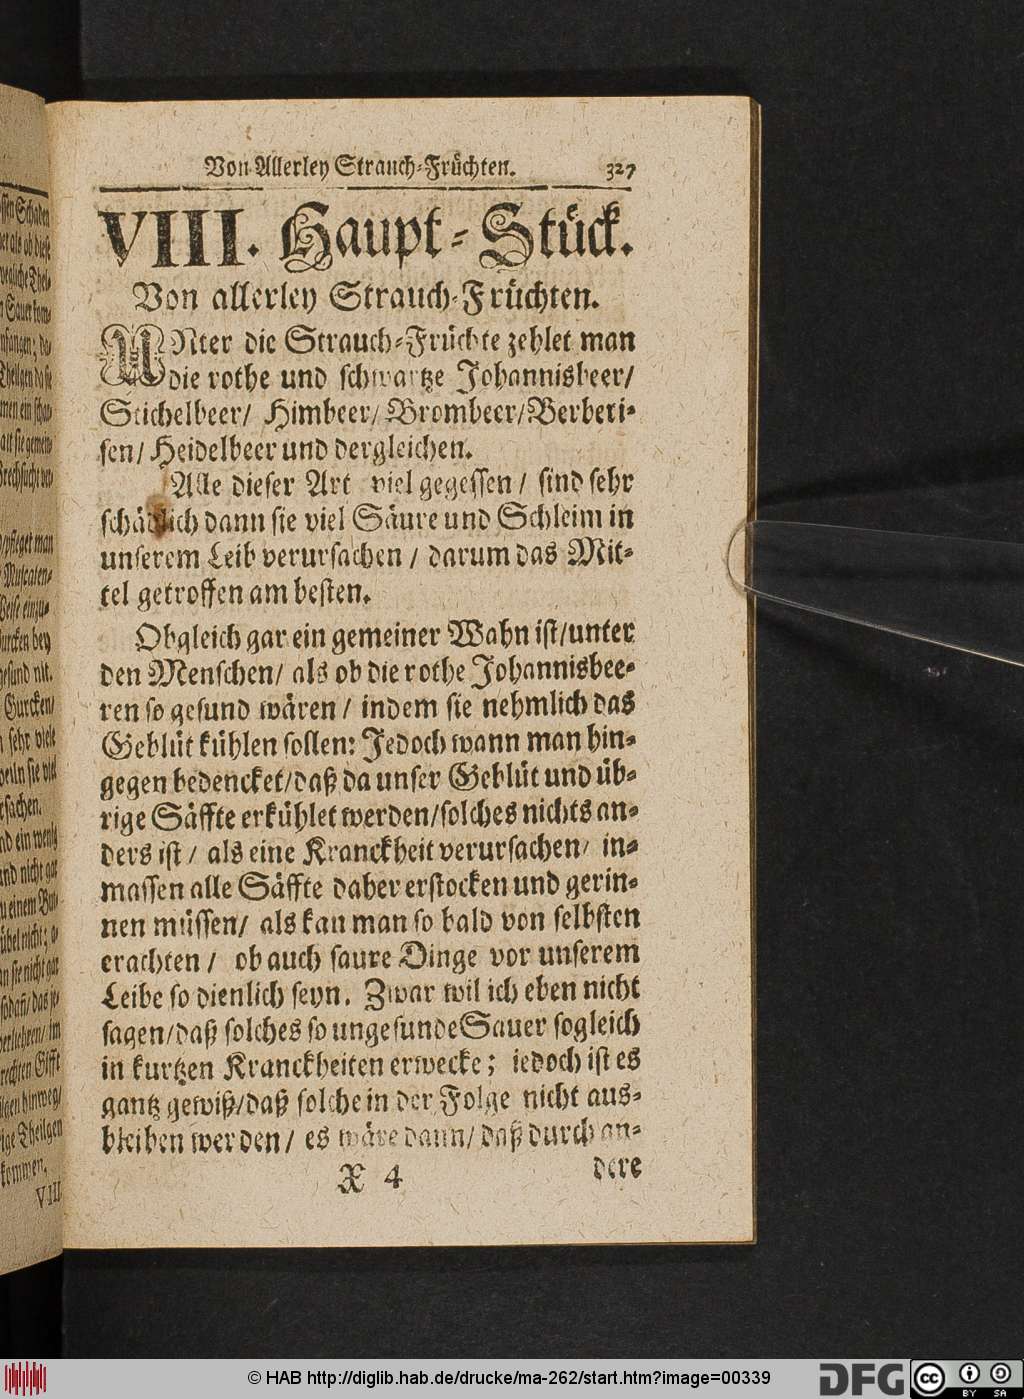 Von Allerley Strauch-Früchten. 327
VIII. Haupt-Stück.
Von allerley Strauch-Früchten.
UNter die Strauch-Früchte zehlet man
die rothe und schwartze Johannisbeer/
Stichelbeer/ Himbeer/ Brombeer/ Berberi-
sen/ Heidelbeer und dergleichen.
Alle dieser Art viel gegessen / sind sehr
schädlich dann sie viel Säure und Schleim in
unserem Leib verursachen / darum das Mit-
tel getroffen am besten.
Obgleich gar ein gemeiner Wahn ist/unter
den Menschen/ als ob die rothe Johannisbee-
ren so gesund wären / indem sie nehmlich das
Geblüt kühlen sollen: Jedoch wann man hin-
gegen bedencket/daß da unser Geblüt und üb-
rige Säffte erkühlet werden/solches nichts an-
ders ist / als eine Kranckheit verursachen/ in-
massen alle Säffte daher erstocken und gerin-
nen müssen/ als kan man so bald von selbsten
erachten / ob auch saure Dinge vor unserem
Leibe so dienlich seyn. Zwar wil ich eben nicht
sagen/daß solches so ungesunde Sauer sogleich
in kurtzen Kranckheiten erwecke; jedoch ist es
gantz gewiß/daß solche in der Folge nicht aus-
bleiben werden/ es wäre dann/ daß durch an-
X 4 dere
VIII
© HAB http://diglib.hab.de/drucke/ma-262/start.htm?image=00339
DFG
cc BY SA